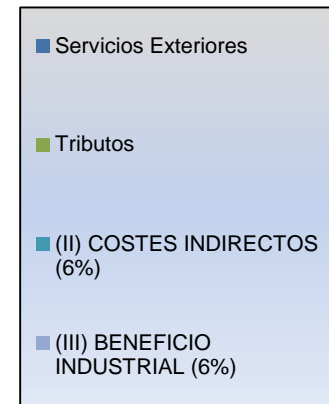 Servicios Exteriores
Tributos
(II) COSTES INDIRECTOS
(6%)
(III) BENEFICIO
INDUSTRIAL (6%)